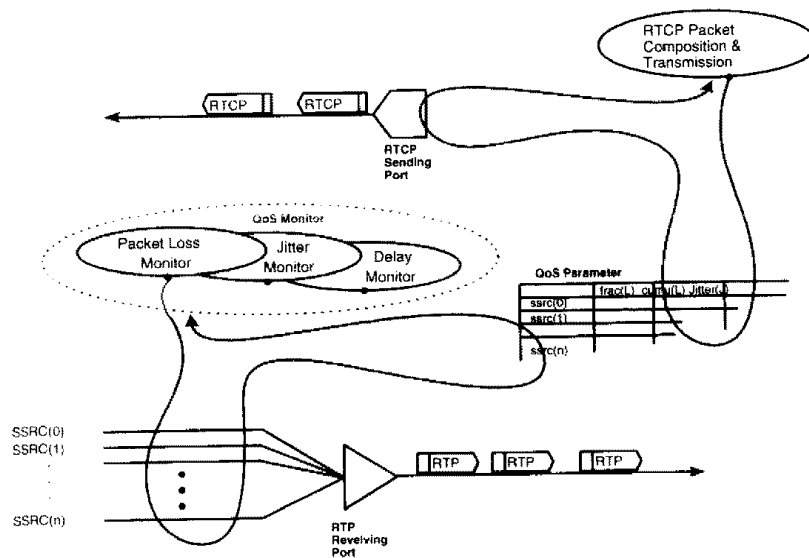 RTCP Packet
Composition &
Transmission
RTCP
RTCP
RTCP
Sending
Port
QoS Monitor
Packet Loss
Monitor
Jitter
Monitor
Delay
Monitor
QoS Parameter
frac(L) cumu(L) Jitter(J)
ssrc(0)
ssrc(1)
ssrc(n)
SSRC(0)
SSRC(1)
SSRC(n)
RTP
RTP
RTP
RTP
Revelving
Port